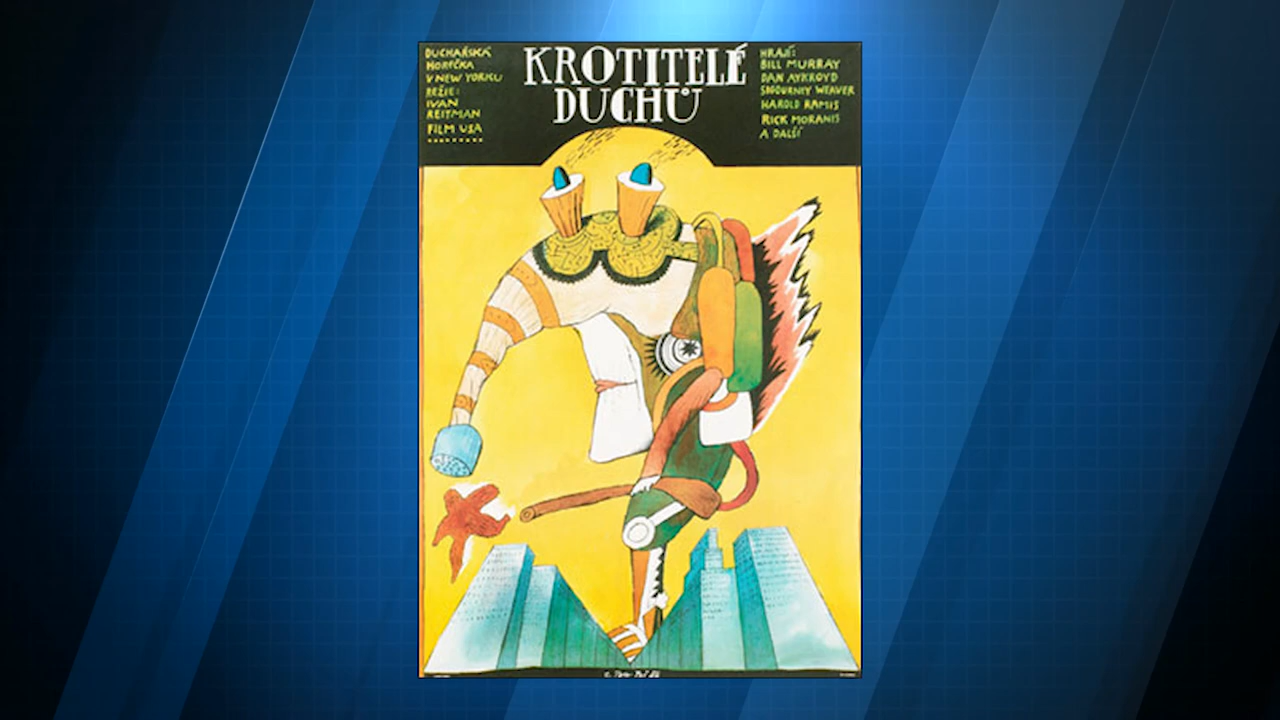 DUCHAŘSKÁ
HOREČKA
V NEW YORKU
REŽIE:
IVAN
REITMAN
FILM USA
KROTITELÉ
DUCHŮ
HRAJÍ:
BILL MURRAY
DAN AYKROYD
SIGOURNEY WEAVER
HAROLD RAMIS
RICK MORANIS
A DALŠÍ